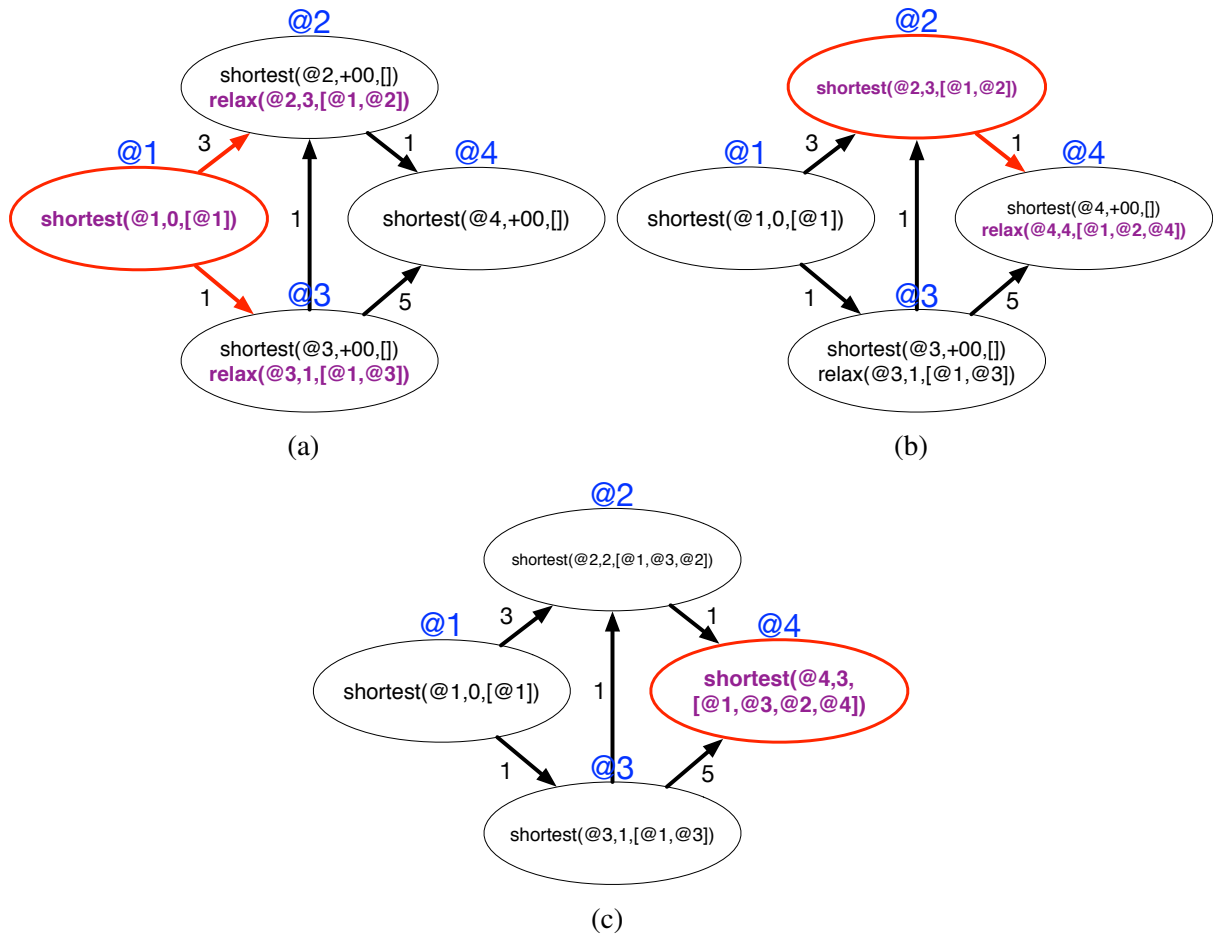 @2
shortest(@2,+00,[])
relax(@2,3,[@1,@2])
@1
3
1
@4
shortest(@1,0,[@1])
1
shortest(@4,+00,[])
1
@3
5
shortest(@3,+00,[])
relax(@3,1,[@1,@3])
(a)
@2
shortest(@2,3,[@1,@2])
@1
3
1
@4
shortest(@1,0,[@1])
1
shortest(@4,+00,[])
relax(@4,4,[@1,@2,@4])
1
@3
5
shortest(@3,+00,[])
relax(@3,1,[@1,@3])
(b)
@2
shortest(@2,2,[@1,@3,@2])
@1
3
1
@4
shortest(@1,0,[@1])
1
shortest(@4,3,
[@1,@3,@2,@4])
1
@3
5
shortest(@3,1,[@1,@3])
(c)